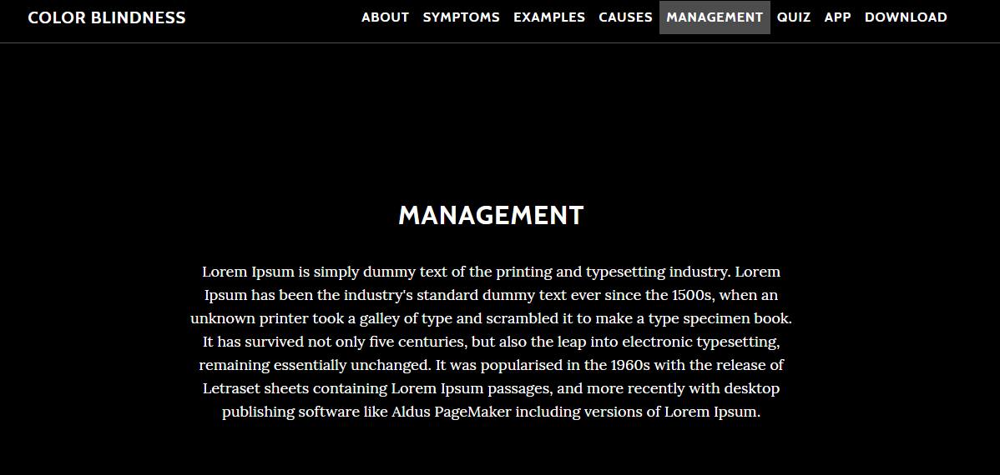 COLOR BLINDNESS
ABOUT SYMPTOMS EXAMPLES CAUSES MANAGEMENT QUIZ APP DOWNLOAD
MANAGEMENT
Lorem Ipsum is simply dummy text of the printing and typesetting industry. Lorem
Ipsum has been the industry's standard dummy text ever since the 1500s, when an
unknown printer took a galley of type and scrambled it to make a type specimen book.
It has survived not only five centuries, but also the leap into electronic typesetting,
remaining essentially unchanged. It was popularised in the 1960s with the release of
Letraset sheets containing Lorem Ipsum passages, and more recently with desktop
publishing software like Aldus PageMaker including versions of Lorem Ipsum.